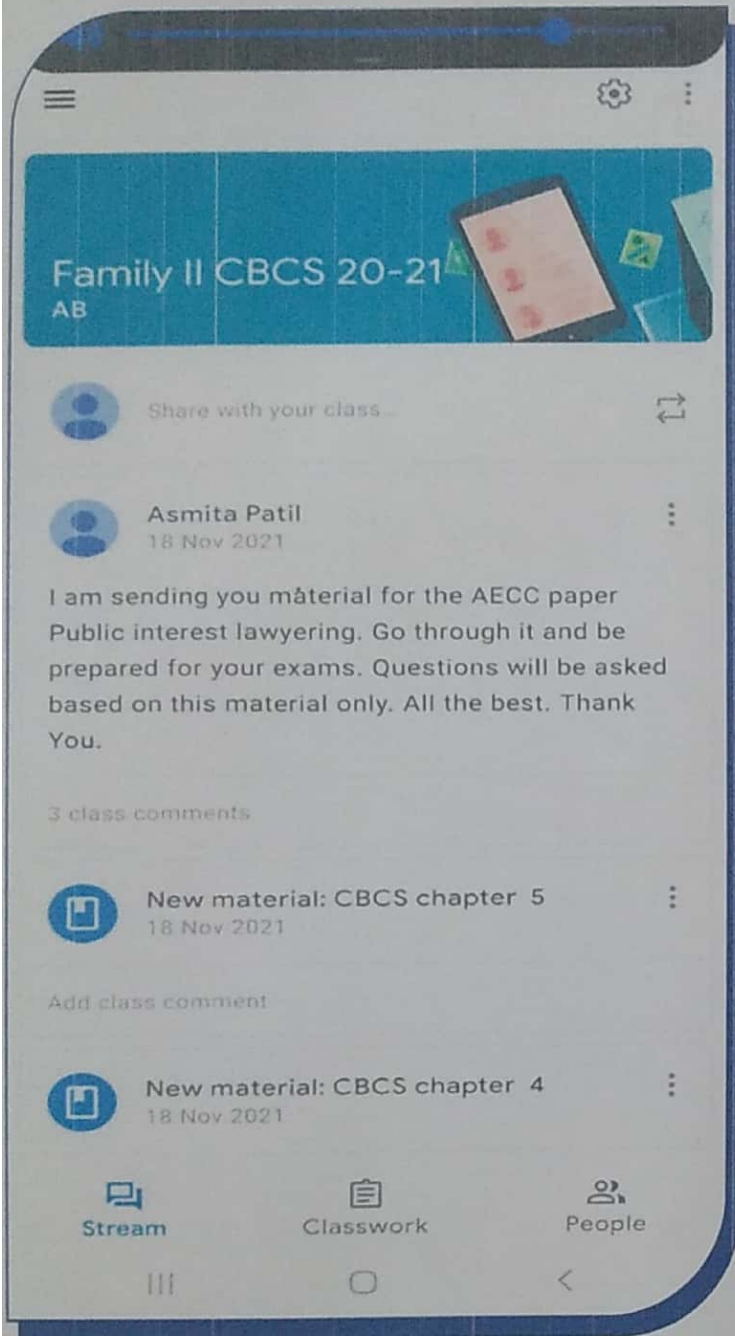 Family II CBCS 20-21
AB
Share with your class...
Asmita Patil
18 Nov 2021
I am sending you material for the AECC paper
Public interest lawyering. Go through it and be
prepared for your exams. Questions will be asked
based on this material only. All the best. Thank
You.
3 class comments
New material: CBCS chapter 5
18 Nov 2021
Add class comment
New material: CBCS chapter 4
18 Nov 2021
Stream
Classwork
People